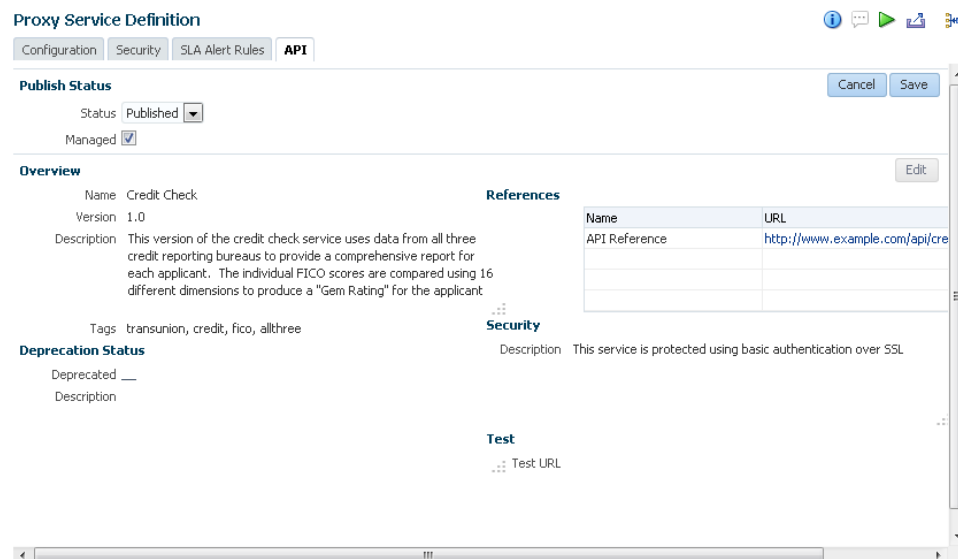 Proxy Service Definition
Configuration Security SLA Alert Rules API
Publish Status
Cancel Save
Status Published
Managed
Overview
Edit
Name Credit Check
Version 1.0
Description This version of the credit check service uses data from all three
credit reporting bureaus to provide a comprehensive report for
each applicant. The individual FICO scores are compared using 16
different dimensions to produce a "Gem Rating" for the applicant
Tags transunion, credit, fico, allthree
Deprecation Status
Deprecated __
Description
References
Name URL
API Reference http://www.example.com/api/cre
Security
Description This service is protected using basic authentication over SSL
Test
Test URL